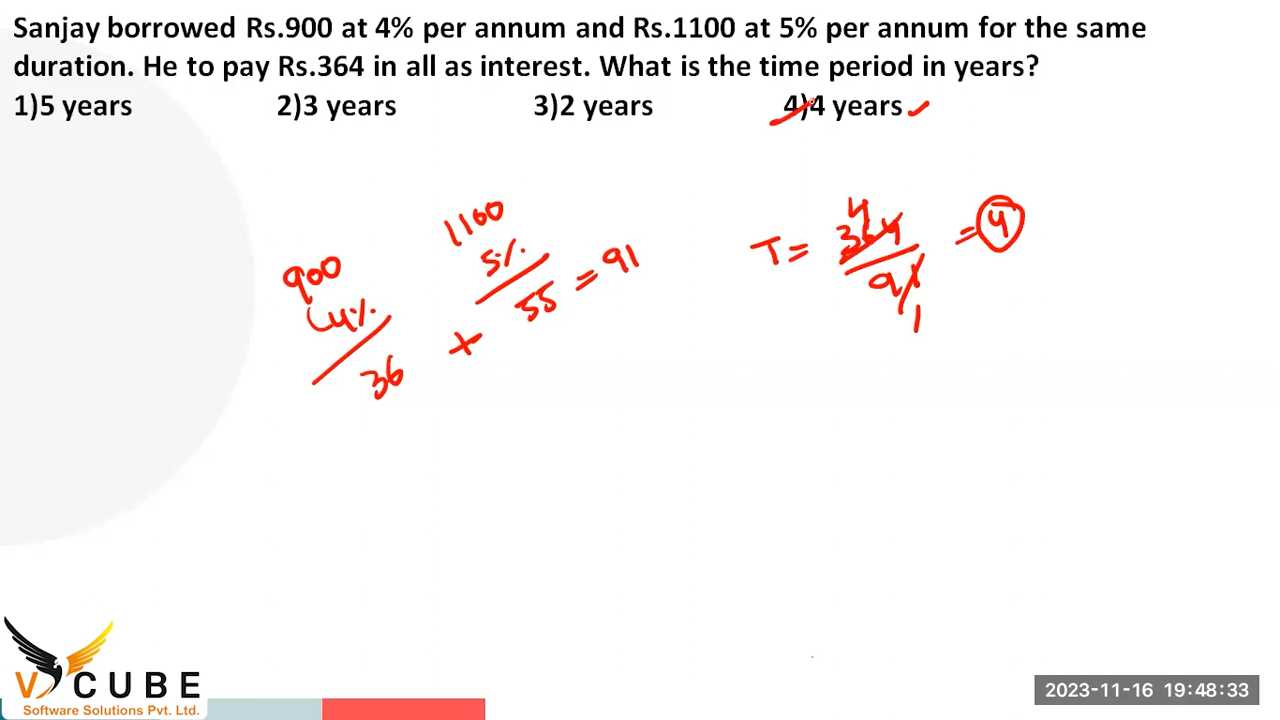 Sanjay borrowed Rs.900 at 4% per annum and Rs.1100 at 5% per annum for the same
duration. He to pay Rs.364 in all as interest. What is the time period in years?
1)5 years 2)3 years 3)2 years 4)4 years
900
4%
36
+
1100
5%
55 = 91
4
T = 364 = 4
91
1
V CUBE
Software Solutions Pvt. Ltd.
2023-11-16 19:48:33